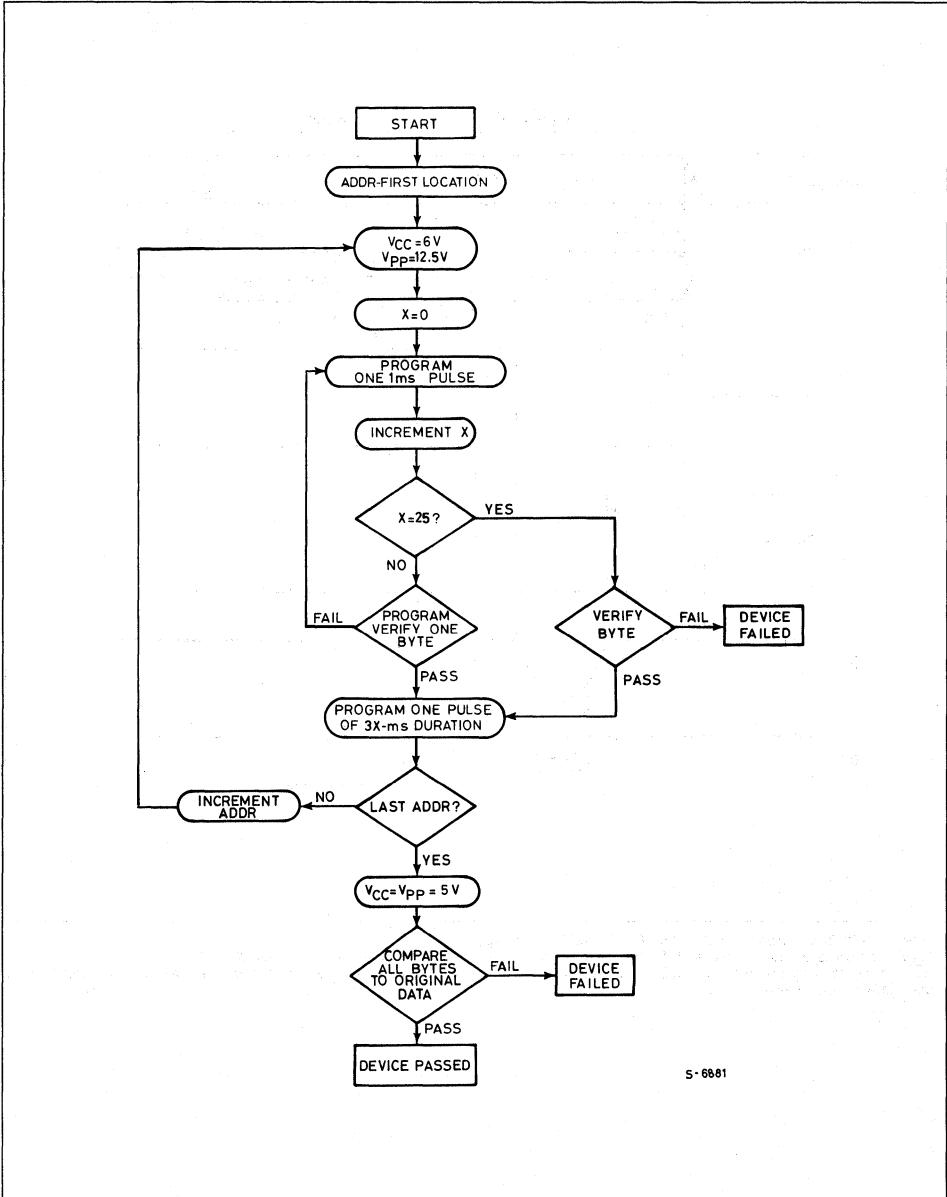 START
ADDR-FIRST LOCATION
VCC = 6 V
VPP = 12.5V
X = 0
PROGRAM
ONE 1ms PULSE
INCREMENT X
X = 25 ?
YES
NO
FAIL
PROGRAM
VERIFY ONE
BYTE
VERIFY
BYTE
FAIL
DEVICE
FAILED
PASS
PASS
PROGRAM ONE PULSE
OF 3X-ms DURATION
INCREMENT
ADDR
NO
LAST ADDR?
YES
VCC = VPP = 5 V
COMPARE
ALL BYTES
TO ORIGINAL
DATA
FAIL
DEVICE
FAILED
PASS
DEVICE PASSED
S-6881